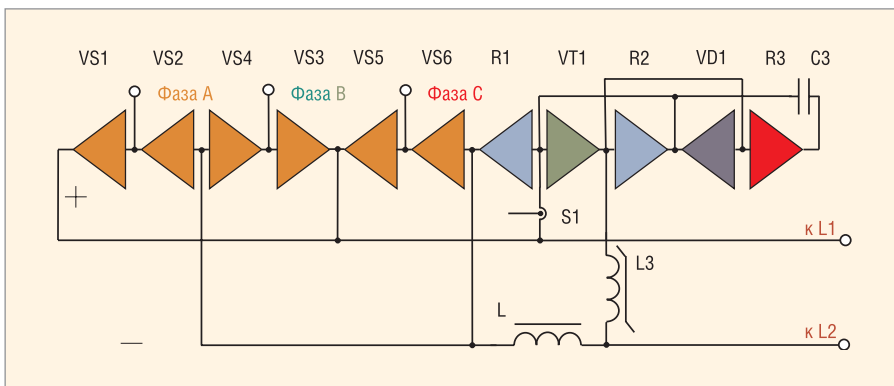 VS1 VS2 VS4 VS3 VS5 VS6 R1 VT1 R2 VD1 R3 C3
Фаза A Фаза B Фаза C
+
S1
к L1
L3
L
к L2
—